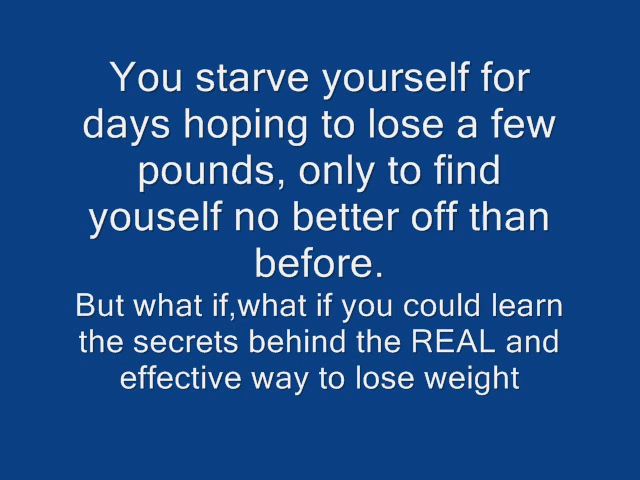 You starve yourself for
days hoping to lose a few
pounds, only to find
youself no better off than
before.
But what if,what if you could learn
the secrets behind the REAL and
effective way to lose weight